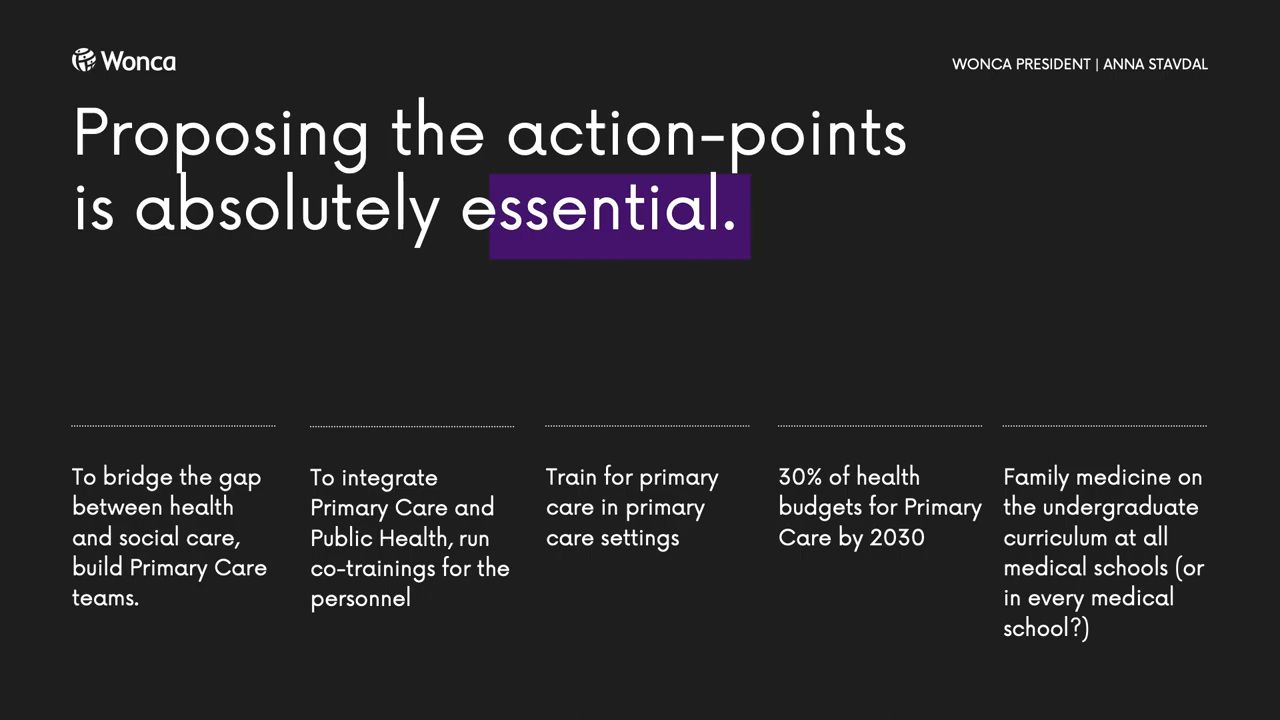 Wonca
WONCA PRESIDENT | ANNA STAVDAL
Proposing the action-points
is absolutely essential.
To bridge the gap
between health
and social care,
build Primary Care
teams.
To integrate
Primary Care and
Public Health, run
co-trainings for the
personnel
Train for primary
care in primary
care settings
30% of health
budgets for Primary
Care by 2030
Family medicine on
the undergraduate
curriculum at all
medical schools (or
in every medical
school?)